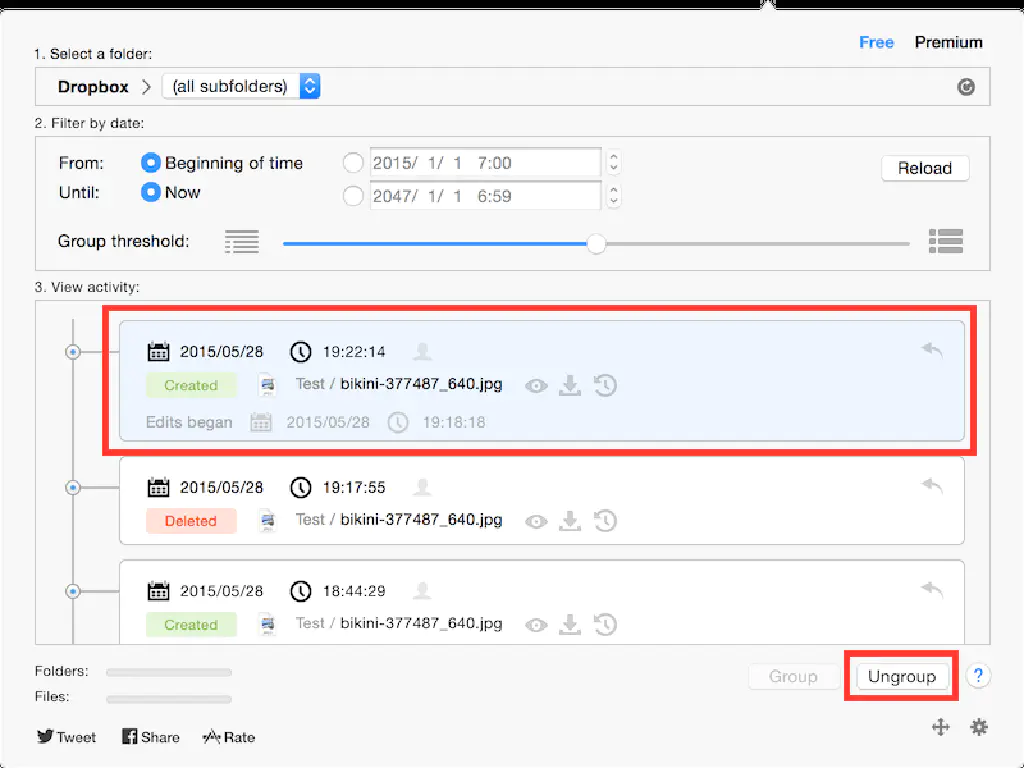 Free Premium
1. Select a folder:
Dropbox (all subfolders)
2. Filter by date:
From: Beginning of time 2015/ 1/ 1 7:00
Reload
Until: Now 2047/ 1/ 1 6:59
Group threshold:
3. View activity:
2015/05/28 19:22:14
Created Test / bikini-377487_640.jpg
Edits began 2015/05/28 19:18:18
2015/05/28 19:17:55
Deleted Test / bikini-377487_640.jpg
2015/05/28 18:44:29
Created Test / bikini-377487_640.jpg
Folders:
Group Ungroup ?
Files:
Tweet Share Rate